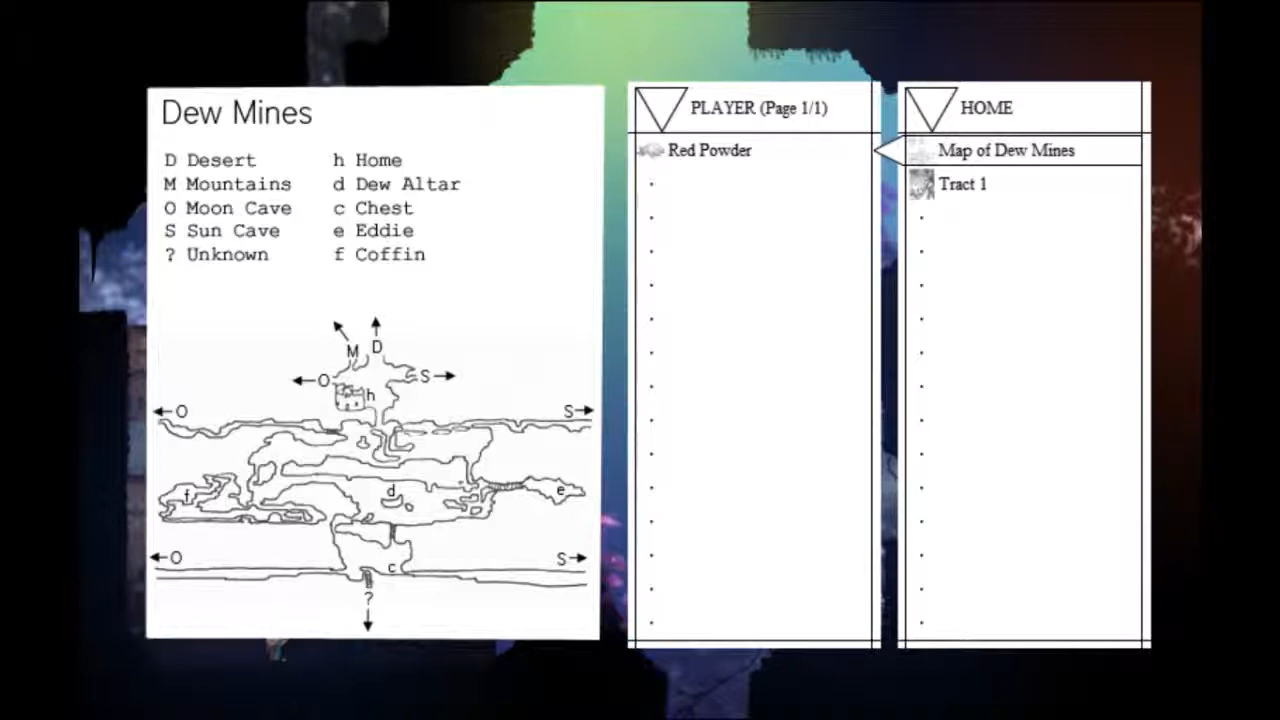 Dew Mines
D Desert h Home
M Mountains d Dew Altar
O Moon Cave c Chest
S Sun Cave e Eddie
? Unknown f Coffin
M D
O S
h
O S
f d e
O S
c
?
PLAYER (Page 1/1)
Red Powder
HOME
Map of Dew Mines
Tract 1